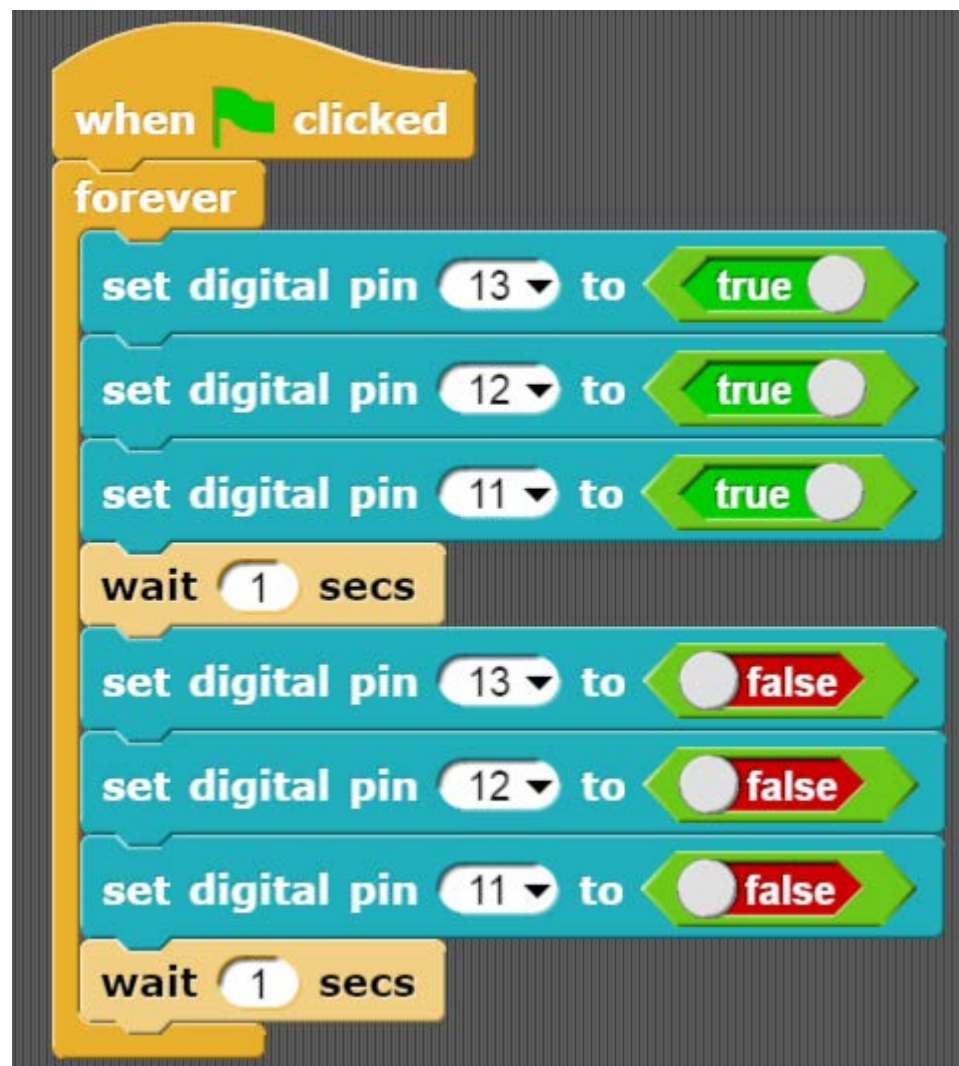 when clicked
forever
set digital pin 13 to true
set digital pin 12 to true
set digital pin 11 to true
wait 1 secs
set digital pin 13 to false
set digital pin 12 to false
set digital pin 11 to false
wait 1 secs